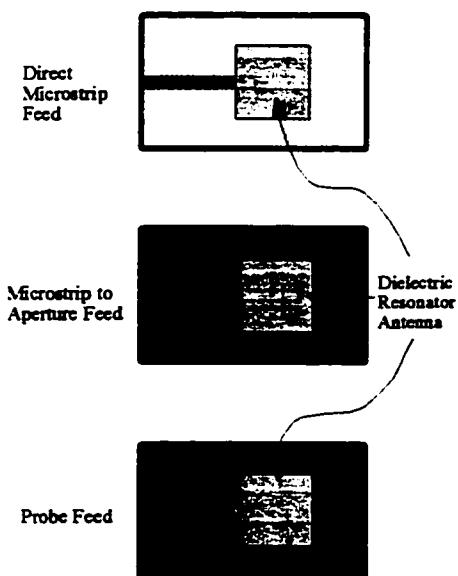 Direct
Microstrip
Feed
Microstrip to
Aperture Feed
Dielectric
Resonator
Antenna
Probe Feed